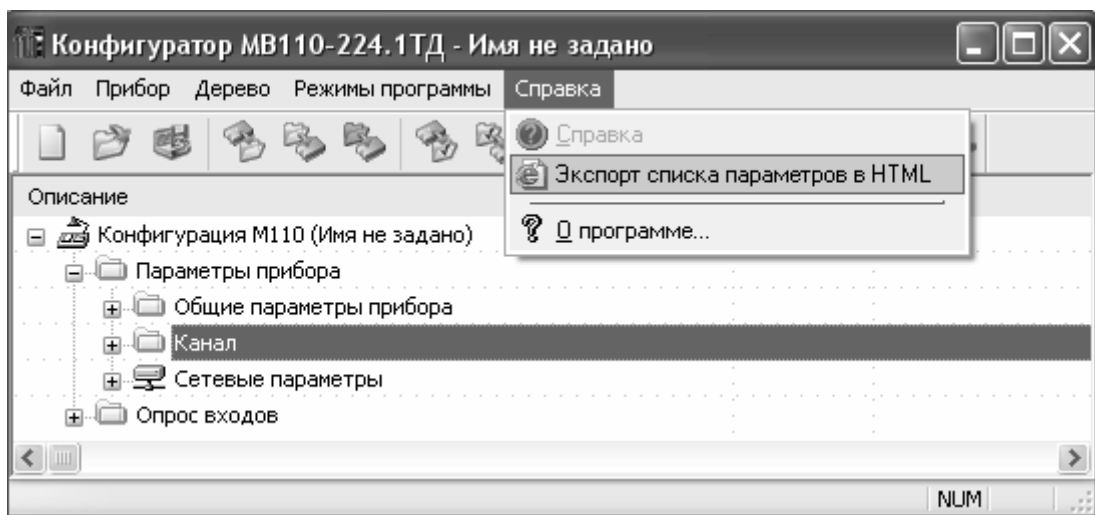 Конфигуратор МВ110-224.1ТД - Имя не задано
Файл Прибор Дерево Режимы программы Справка
Справка
Экспорт списка параметров в HTML
Описание
Конфигурация М110 (Имя не задано)
О программе...
Параметры прибора
Общие параметры прибора
Канал
Сетевые параметры
Опрос входов
NUM